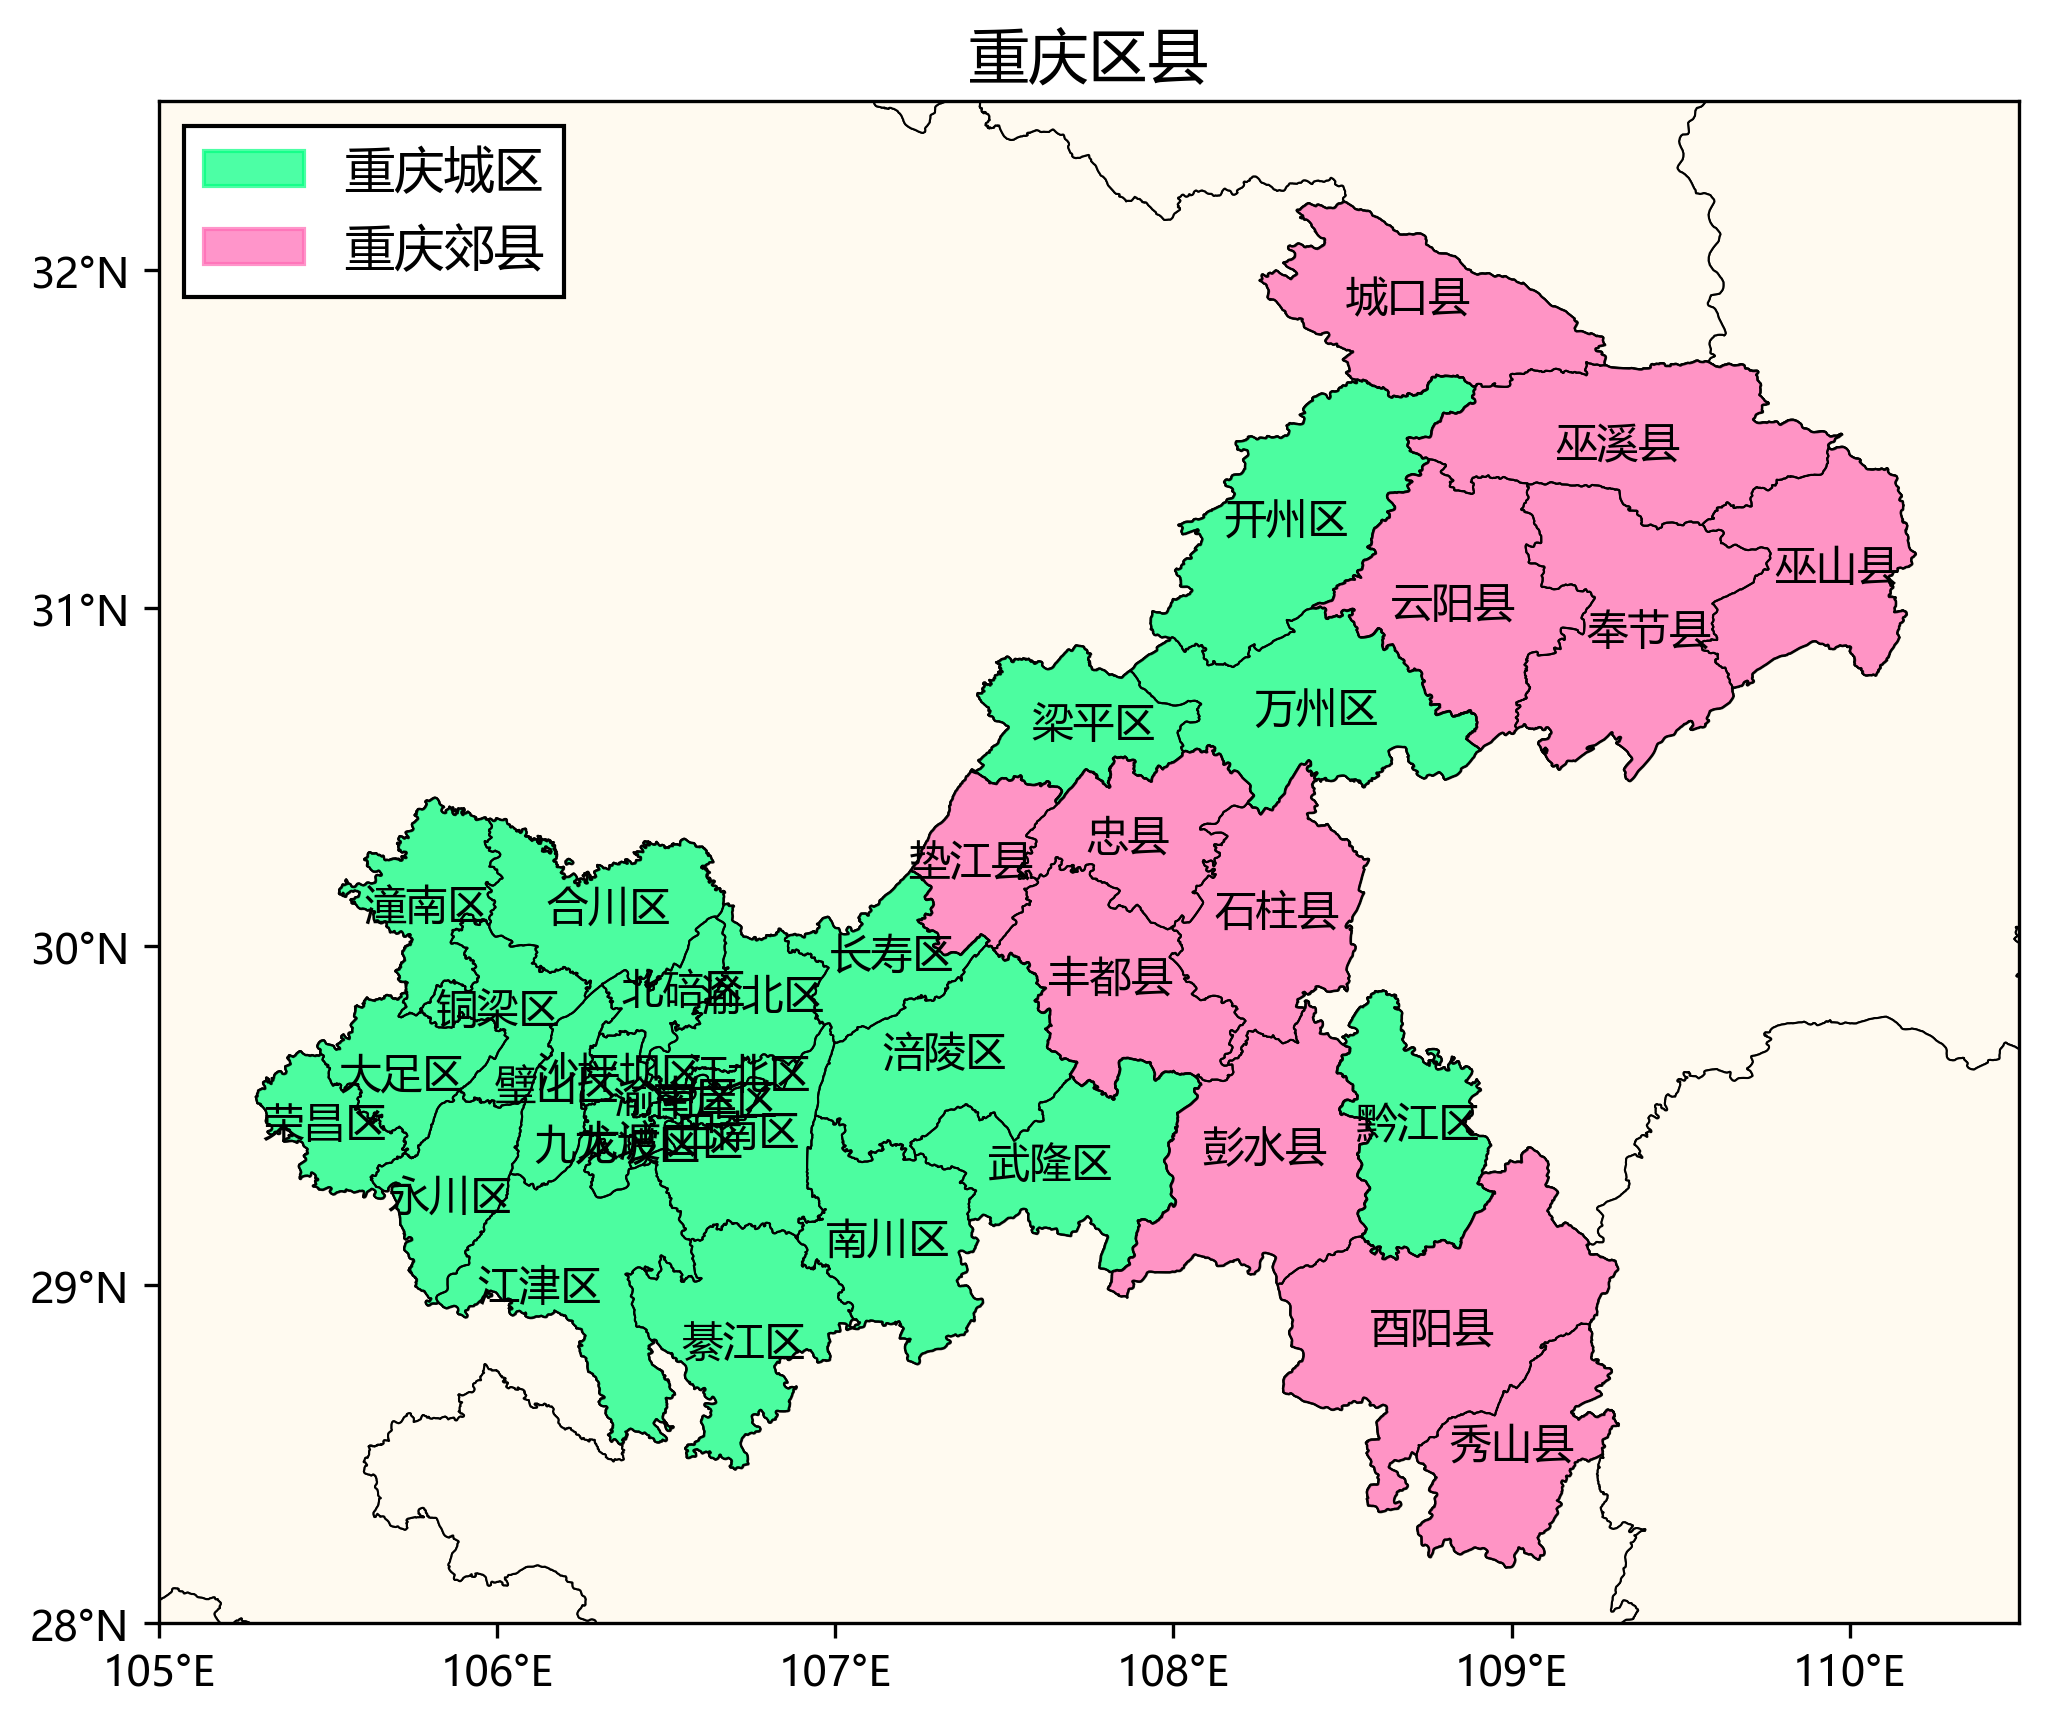 重庆区县
重庆城区
重庆郊县
32°N
31°N
30°N
29°N
28°N
105°E
106°E
107°E
108°E
109°E
110°E
城口县
巫溪县
开州区
巫山县
云阳县
奉节县
万州区
梁平区
忠县
垫江县
石柱县
潼南区
合川区
长寿区
丰都县
北碚区
渝北区
铜梁区
涪陵区
大足区
璧山区
沙坪坝区
江北区
荣昌区
九龙坡区
黔江区
彭水县
武隆区
永川区
南川区
江津区
綦江区
酉阳县
秀山县